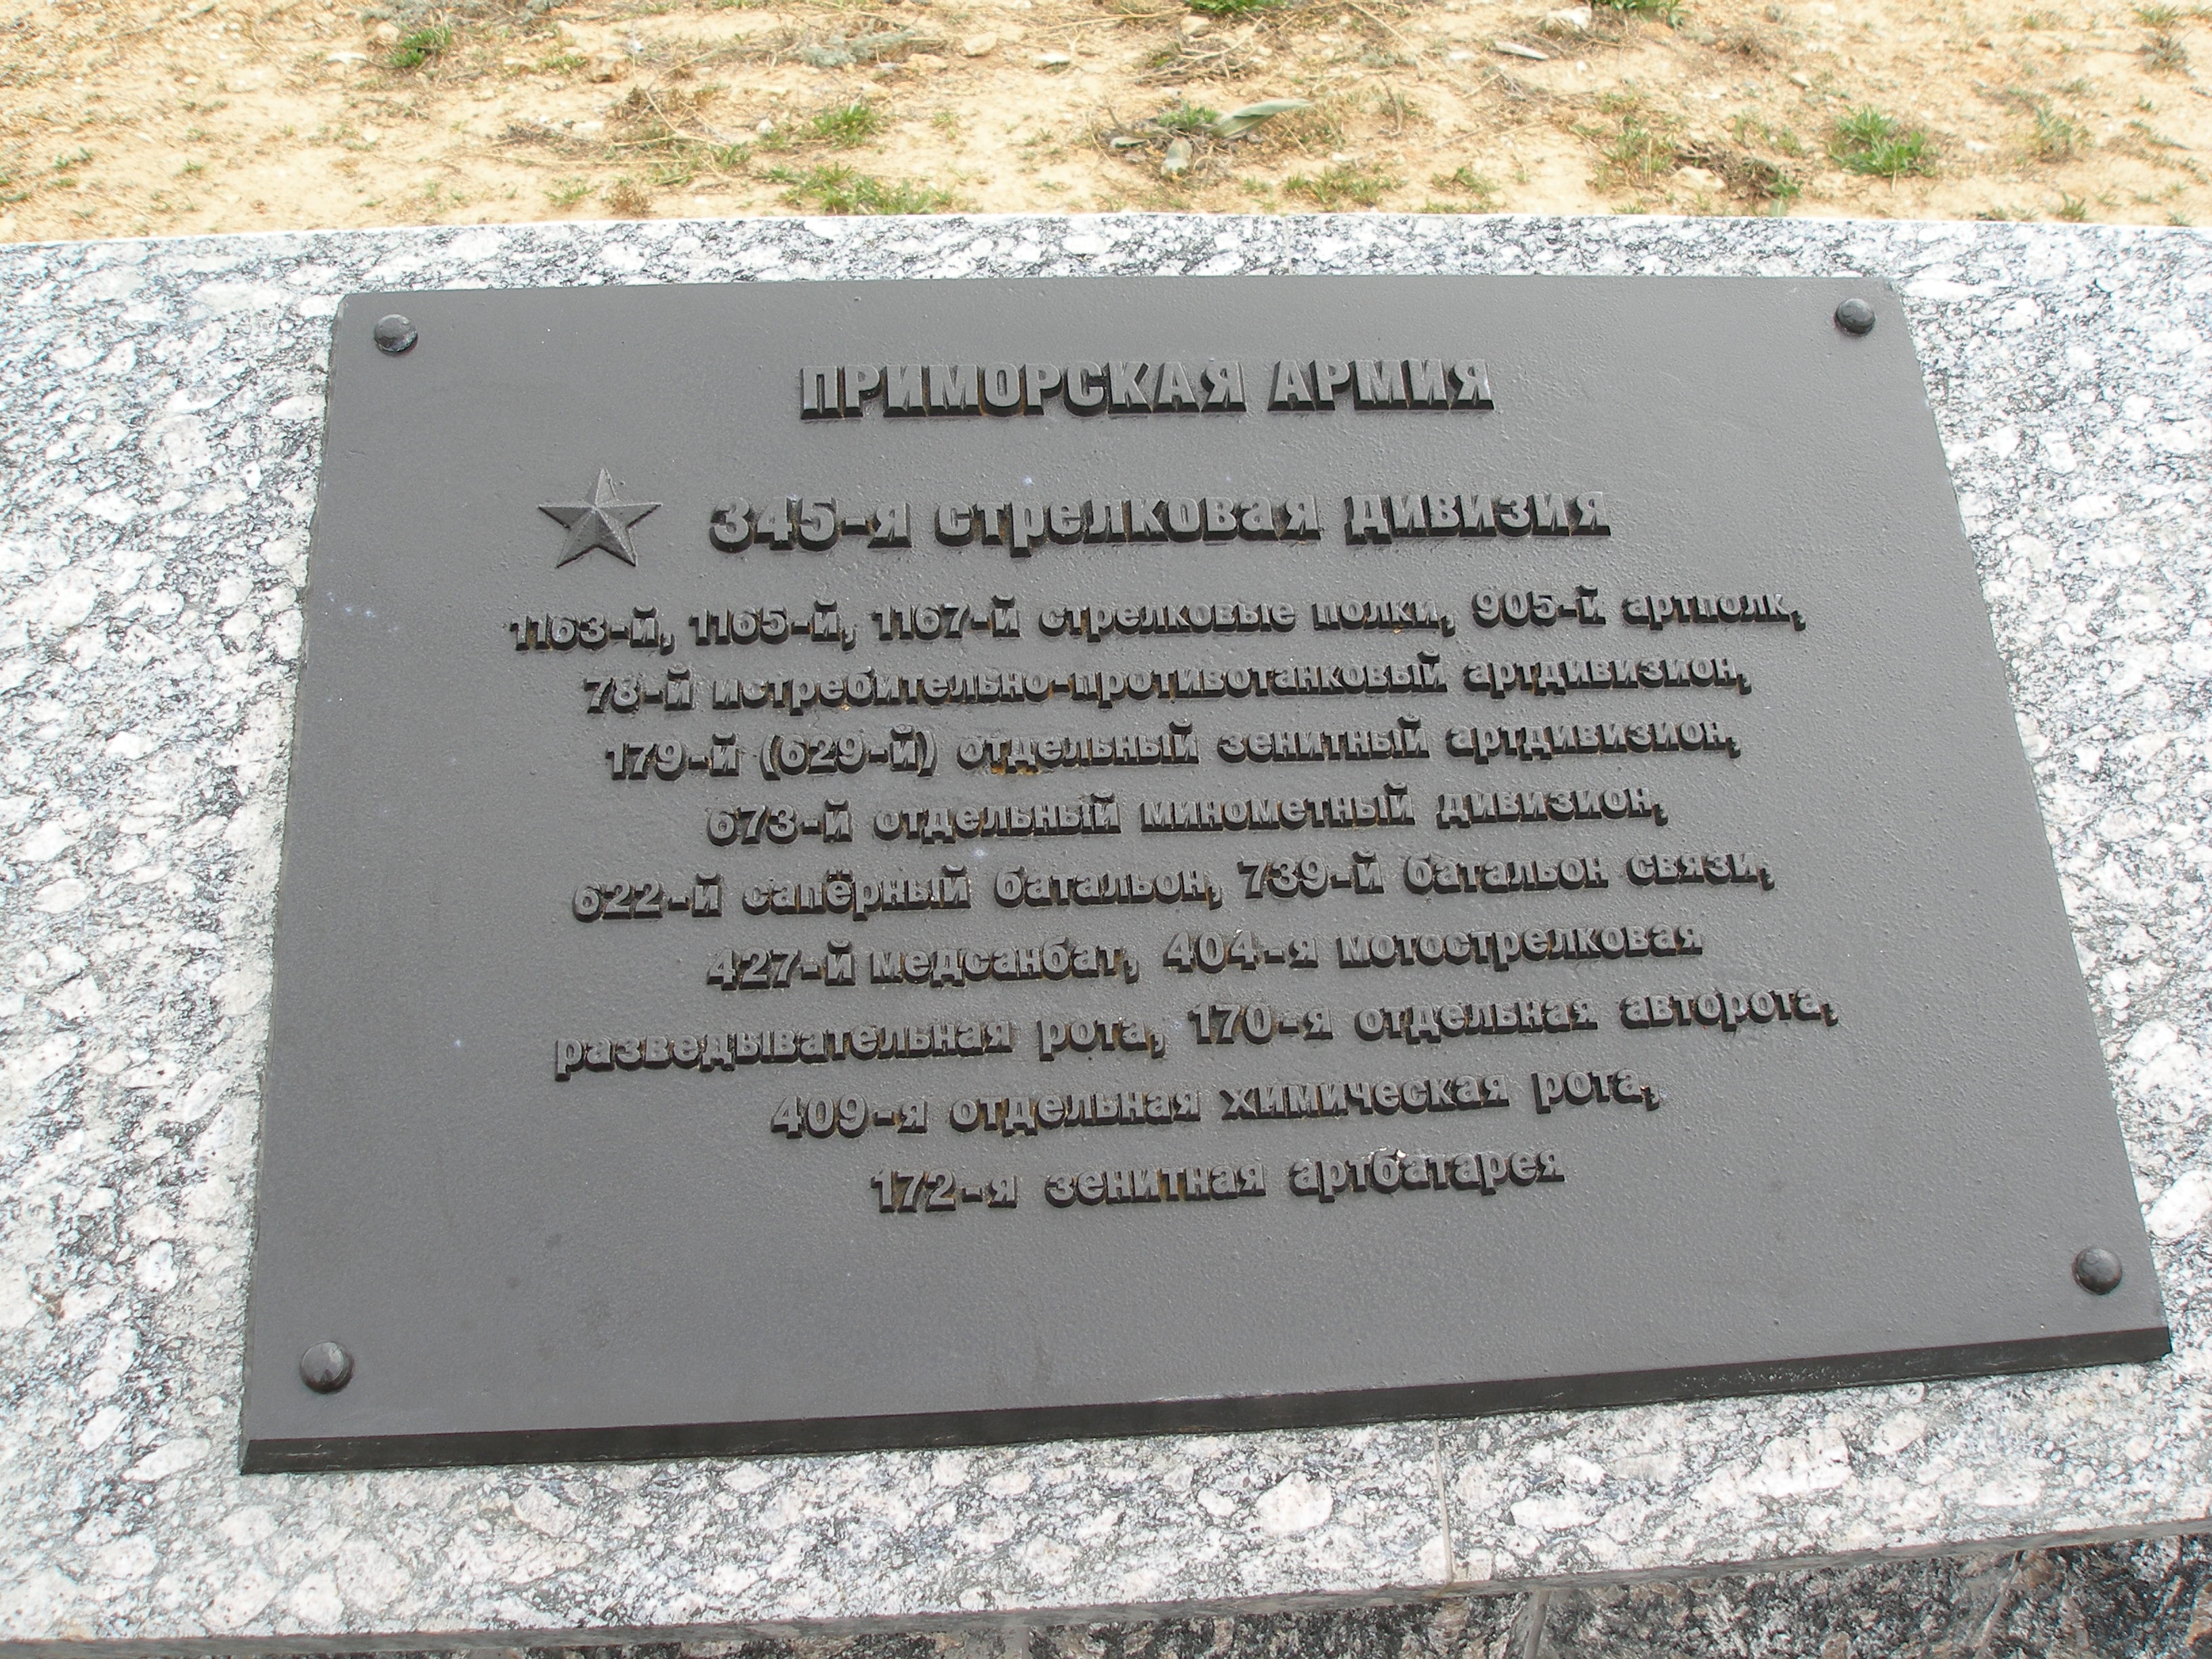 ПРИМОРСКАЯ АРМИЯ
345-я стрелковая дивизия
1163-й, 1165-й, 1167-й стрелковые полки, 905-й артполк,
78-й истребительно-противотанковый артдивизион,
179-й (629-й) отдельный зенитный артдивизион,
673-й отдельный минометный дивизион,
622-й сапёрный батальон, 739-й батальон связи,
427-й медсанбат, 404-я мотострелковая
разведывательная рота, 170-я отдельная авторота,
409-я отдельная химическая рота,
172-я зенитная артбатарея